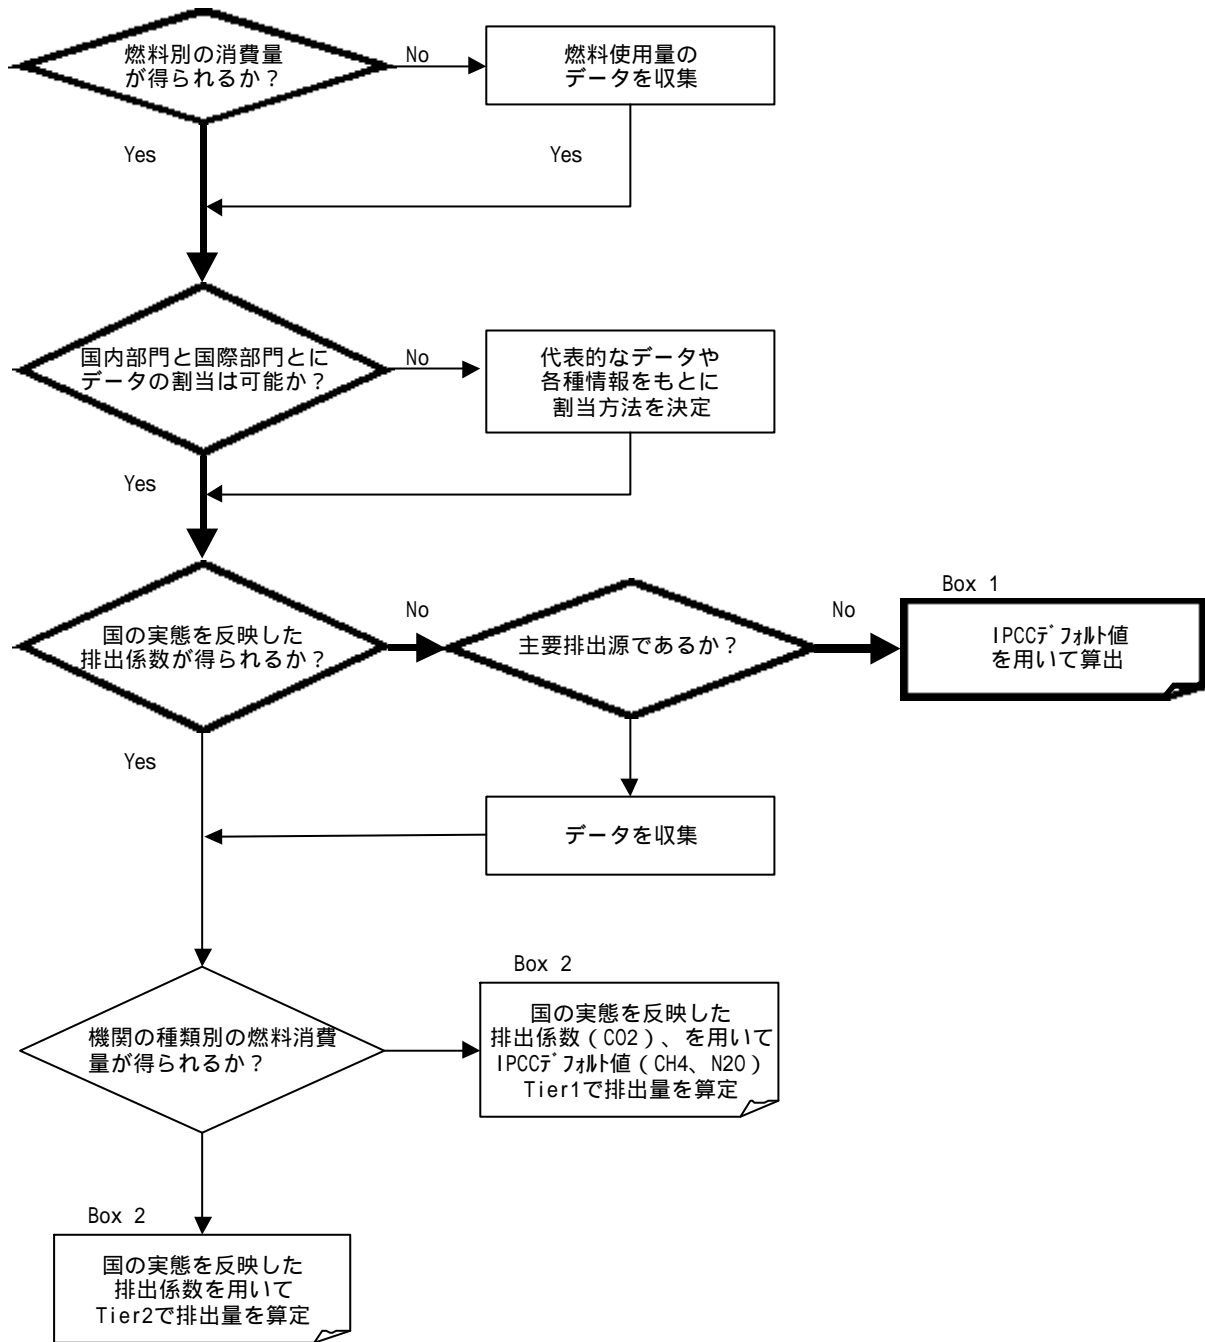 燃料別の消費量
が得られるか？
No
燃料使用量の
データを収集
Yes
Yes
国内部門と国際部門とに
データの割当は可能か？
No
代表的なデータや
各種情報をもとに
割当方法を決定
Yes
国の実態を反映した
排出係数が得られるか？
No
主要排出源であるか？
No
Box 1
IPCCﾃﾞﾌｫﾙﾄ値
を用いて算出
Yes
データを収集
機関の種類別の燃料消費
量が得られるか？
Box 2
国の実態を反映した
排出係数（CO2）、を用いて
IPCCﾃﾞﾌｫﾙﾄ値（CH4、N2O）
Tier1で排出量を算定
Box 2
国の実態を反映した
排出係数を用いて
Tier2で排出量を算定